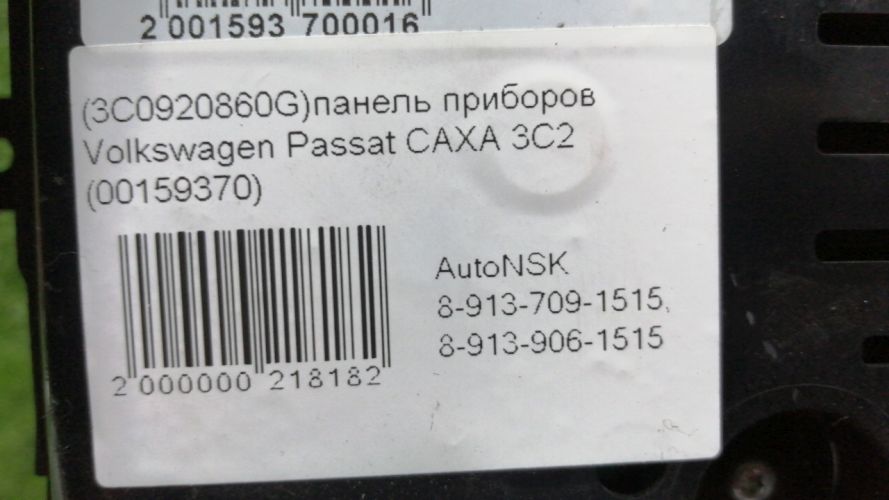 2 001593 700016
(3C0920860G)панель приборов
Volkswagen Passat CAXA 3C2
(00159370)
AutoNSK
8-913-709-1515,
8-913-906-1515
2 000000 218182